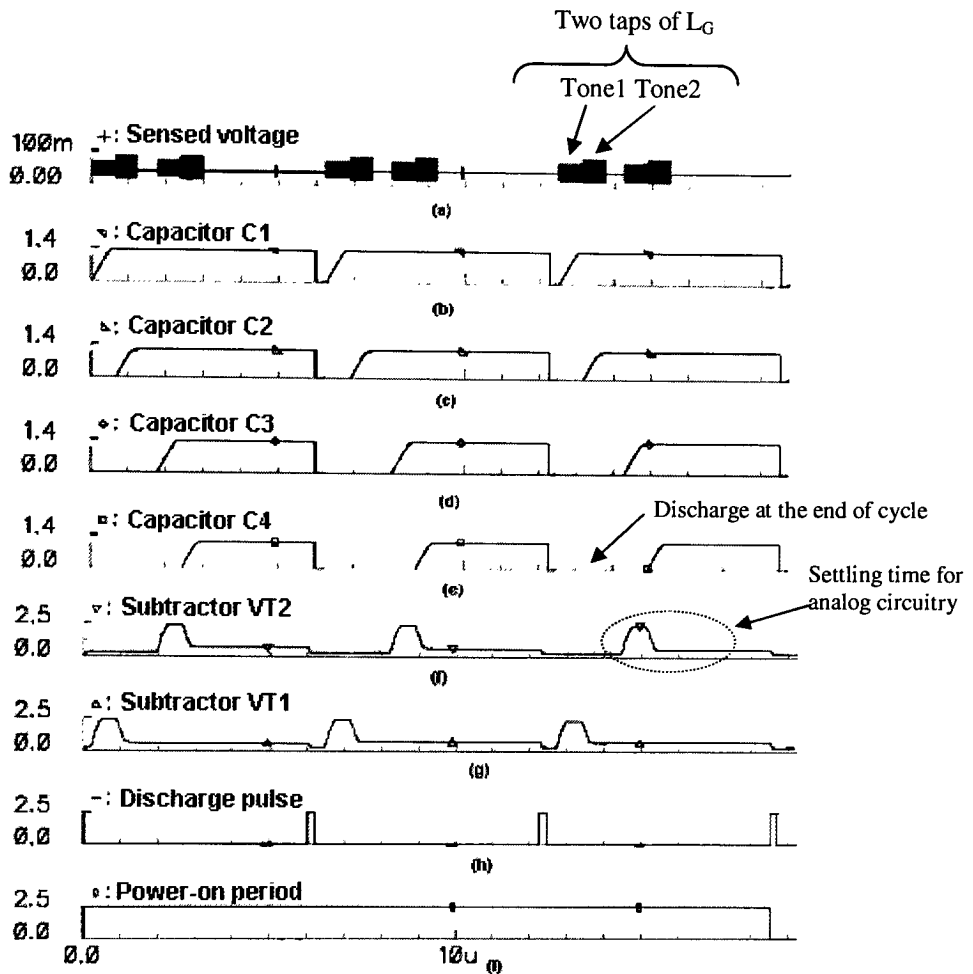 Two taps of LG
Tone1 Tone2
100m
+: Sensed voltage
0.00
(a)
1.4
: Capacitor C1
0.0
(b)
1.4
: Capacitor C2
0.0
(c)
1.4
: Capacitor C3
0.0
(d)
Discharge at the end of cycle
1.4
: Capacitor C4
0.0
(e)
Settling time for
analog circuitry
2.5
: Subtractor VT2
0.0
(f)
2.5
: Subtractor VT1
0.0
(g)
2.5
-: Discharge pulse
0.0
(h)
2.5
: Power-on period
0.0
0.0
10u
(i)